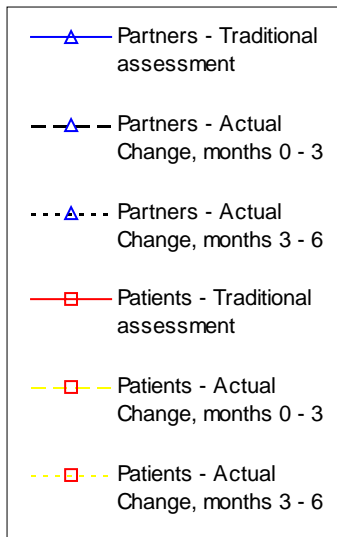 Partners - Traditional
assessment
Partners - Actual
Change, months 0 - 3
Partners - Actual
Change, months 3 - 6
Patients - Traditional
assessment
Patients - Actual
Change, months 0 - 3
Patients - Actual
Change, months 3 - 6